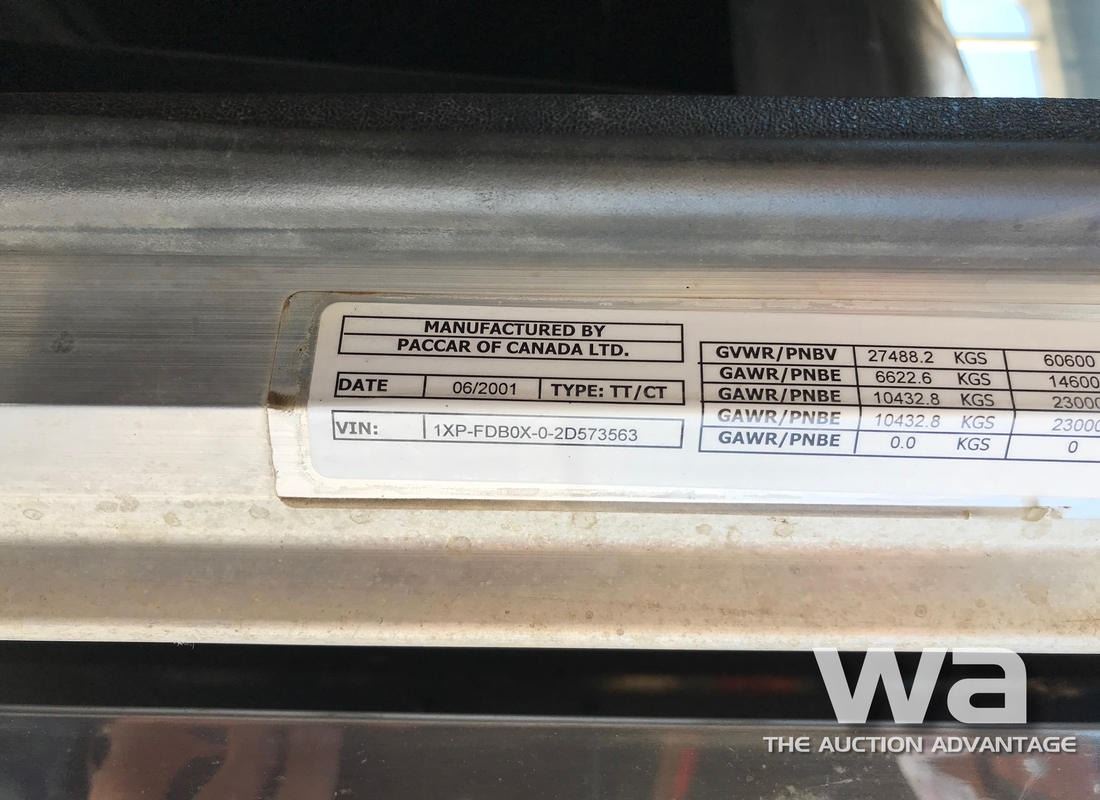 MANUFACTURED BY
PACCAR OF CANADA LTD.
DATE 06/2001 TYPE: TT/CT
VIN: 1XP-FDB0X-0-2D573563
GVWR/PNBV 27488.2 KGS 60600
GAWR/PNBE 6622.6 KGS 14600
GAWR/PNBE 10432.8 KGS 23000
GAWR/PNBE 10432.8 KGS 23000
GAWR/PNBE 0.0 KGS 0
wa
THE AUCTION ADVANTAGE